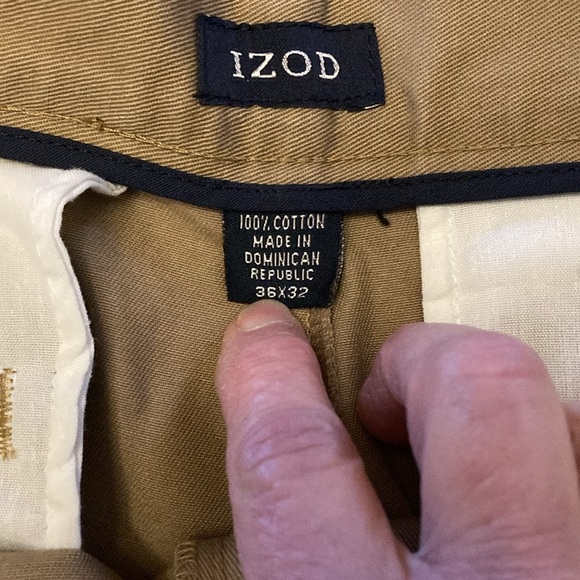 IZOD
100% COTTON
MADE IN
DOMINICAN
REPUBLIC
36X32